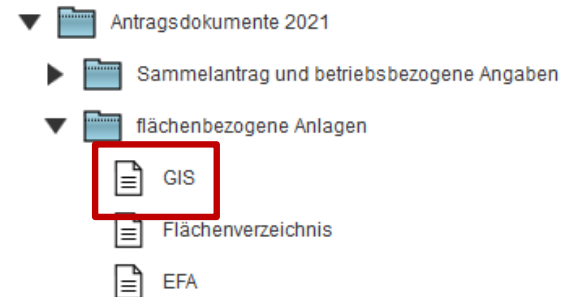 Antragsdokumente 2021
Sammelantrag und betriebsbezogene Angaben
flächenbezogene Anlagen
GIS
Flächenverzeichnis
EFA